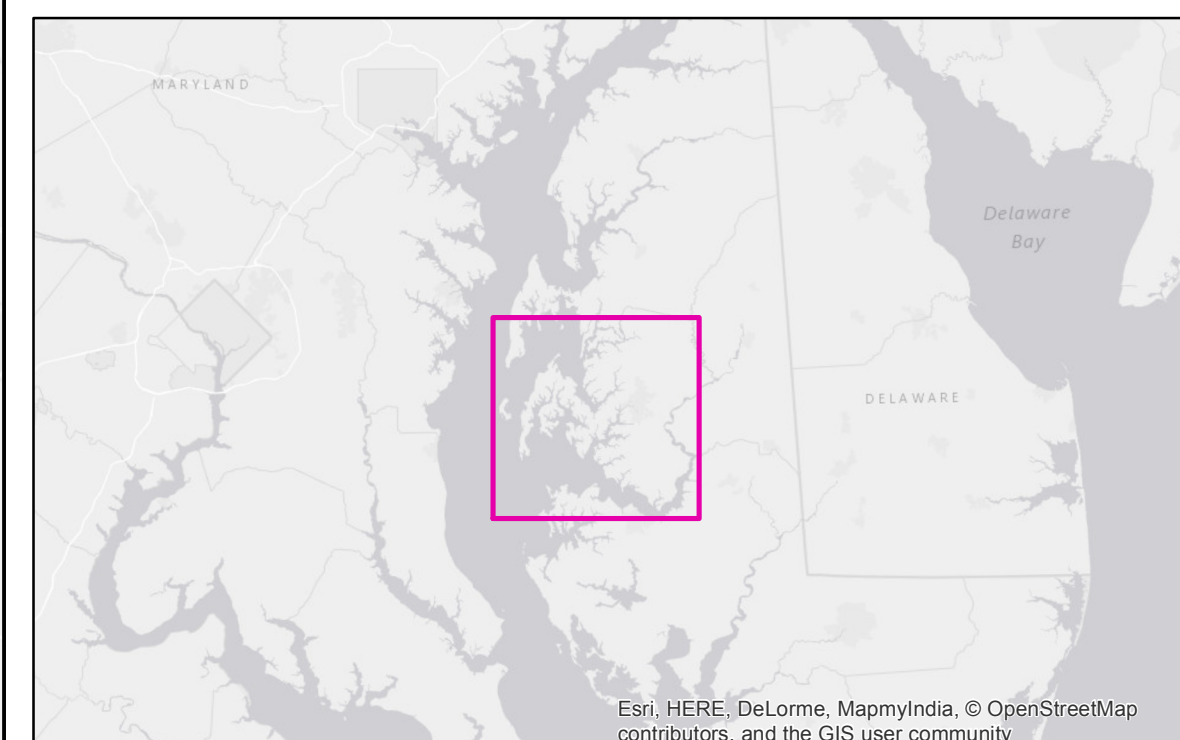 MARYLAND
Delaware
Bay
DELAWARE
Esri, HERE, DeLorme, MapmyIndia, © OpenStreetMap
contributors, and the GIS user community